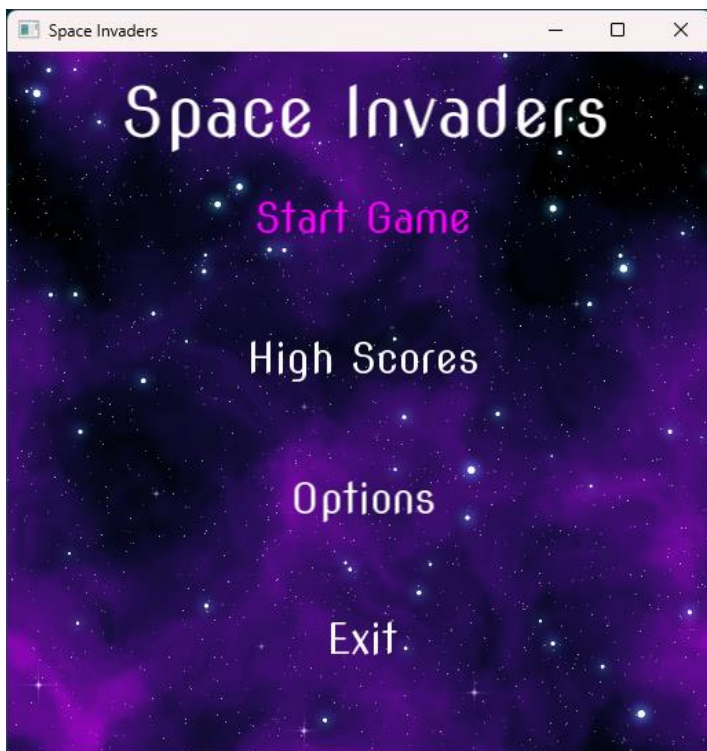 Space Invaders
Space Invaders
Start Game
High Scores
Options
Exit